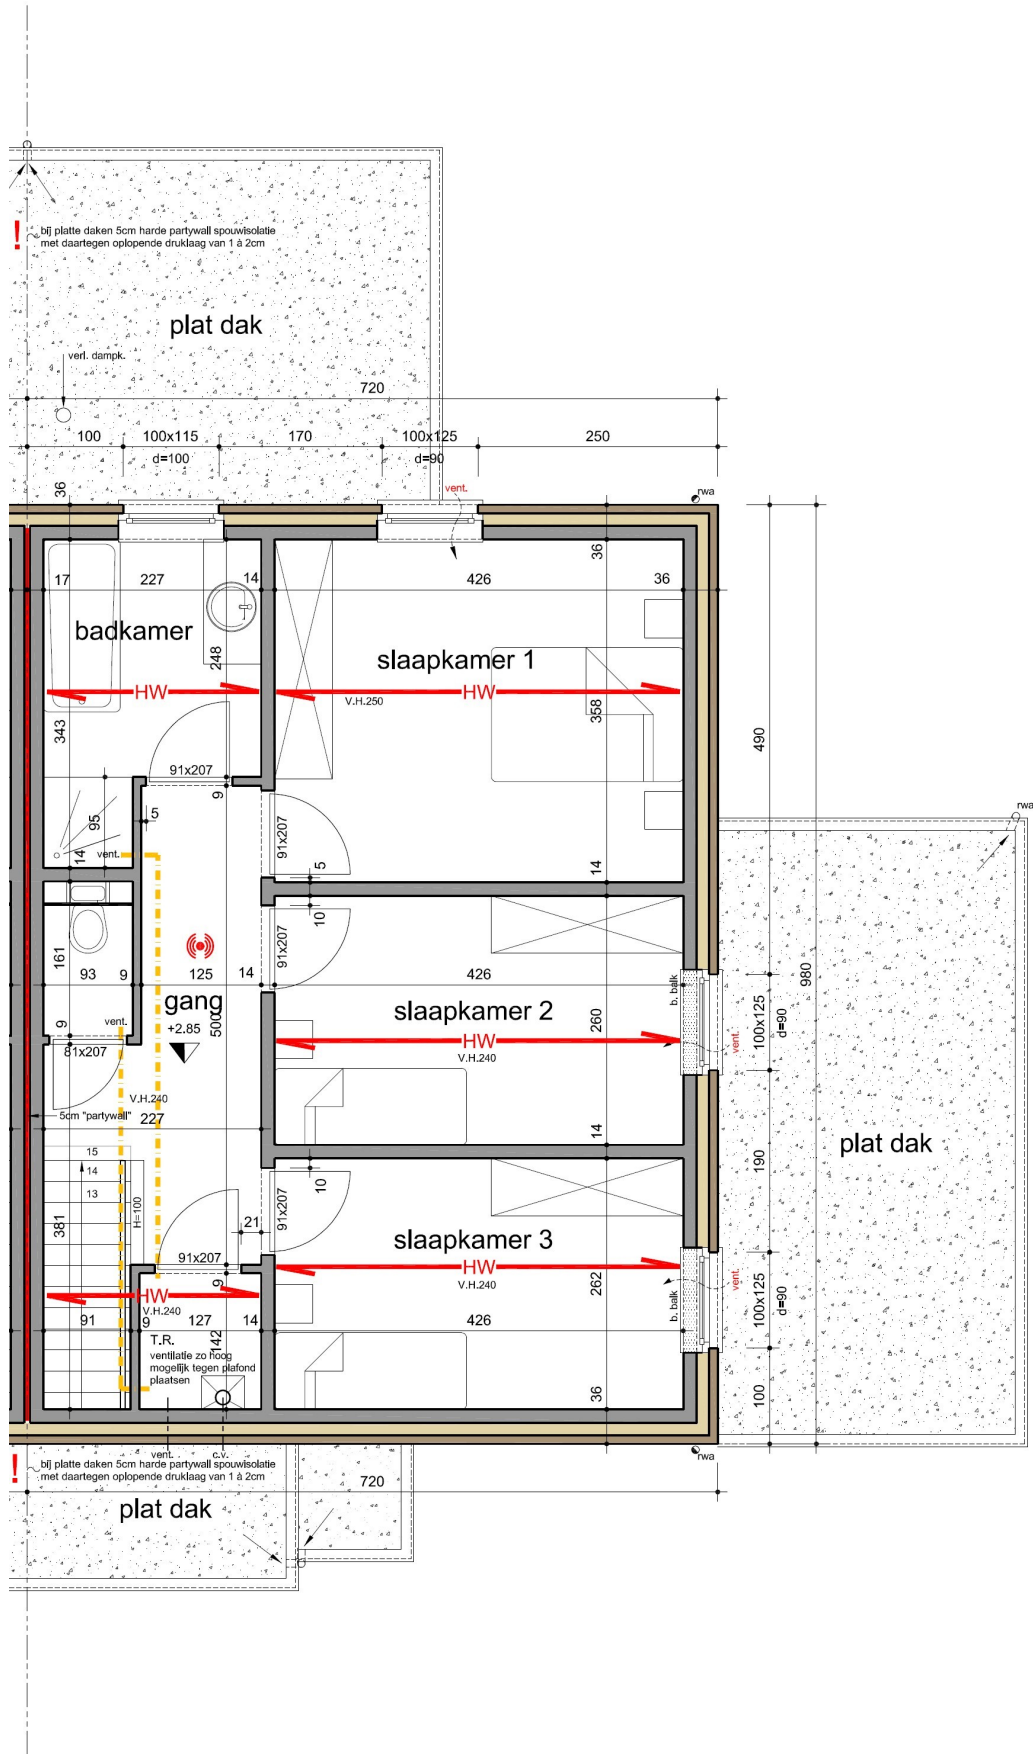 !
bij platte daken 5cm harde partywall spouwisolatie
met daartegen oplopende druklaag van 1 à 2cm
plat dak
verl. dampk.
720
100
100x115
d=100
170
100x125
d=90
250
36
vent.
rwa
17
227
14
36
426
36
badkamer
248
slaapkamer 1
HW
HW
V.H.250
343
358
490
91x207
9
95
5
14
vent.
91x207
5
14
rwa
10
161
93
9
125
14
91x207
426
980
gang
+2.85
500
slaapkamer 2
260
b. balk
100x125
d=90
vent.
9
vent.
81x207
HW
V.H.240
V.H.240
5cm "partywall"
227
14
plat dak
190
15
14
13
H=100
381
10
91x207
21
slaapkamer 3
91x207
HW
V.H.240
262
b. balk
100x125
d=90
vent.
9
HW
V.H.240
91
9
127
14
426
T.R.
142
ventilatie zo hoog
mogelijk tegen plafond
plaatsen
36
100
vent.
c.v.
rwa
!
bij platte daken 5cm harde partywall spouwisolatie
met daartegen oplopende druklaag van 1 à 2cm
720
plat dak